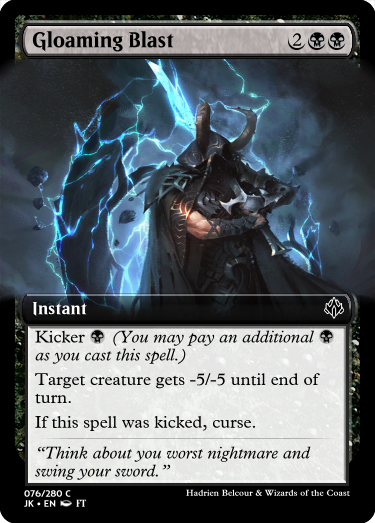 Gloaming Blast 2
Instant
Kicker (You may pay an additional
as you cast this spell.)
Target creature gets -5/-5 until end of
turn.
If this spell was kicked, curse.
“Think about you worst nightmare and
swing your sword.”
076/280 C
JK • EN FT
Hadrien Belcour & Wizards of the Coast